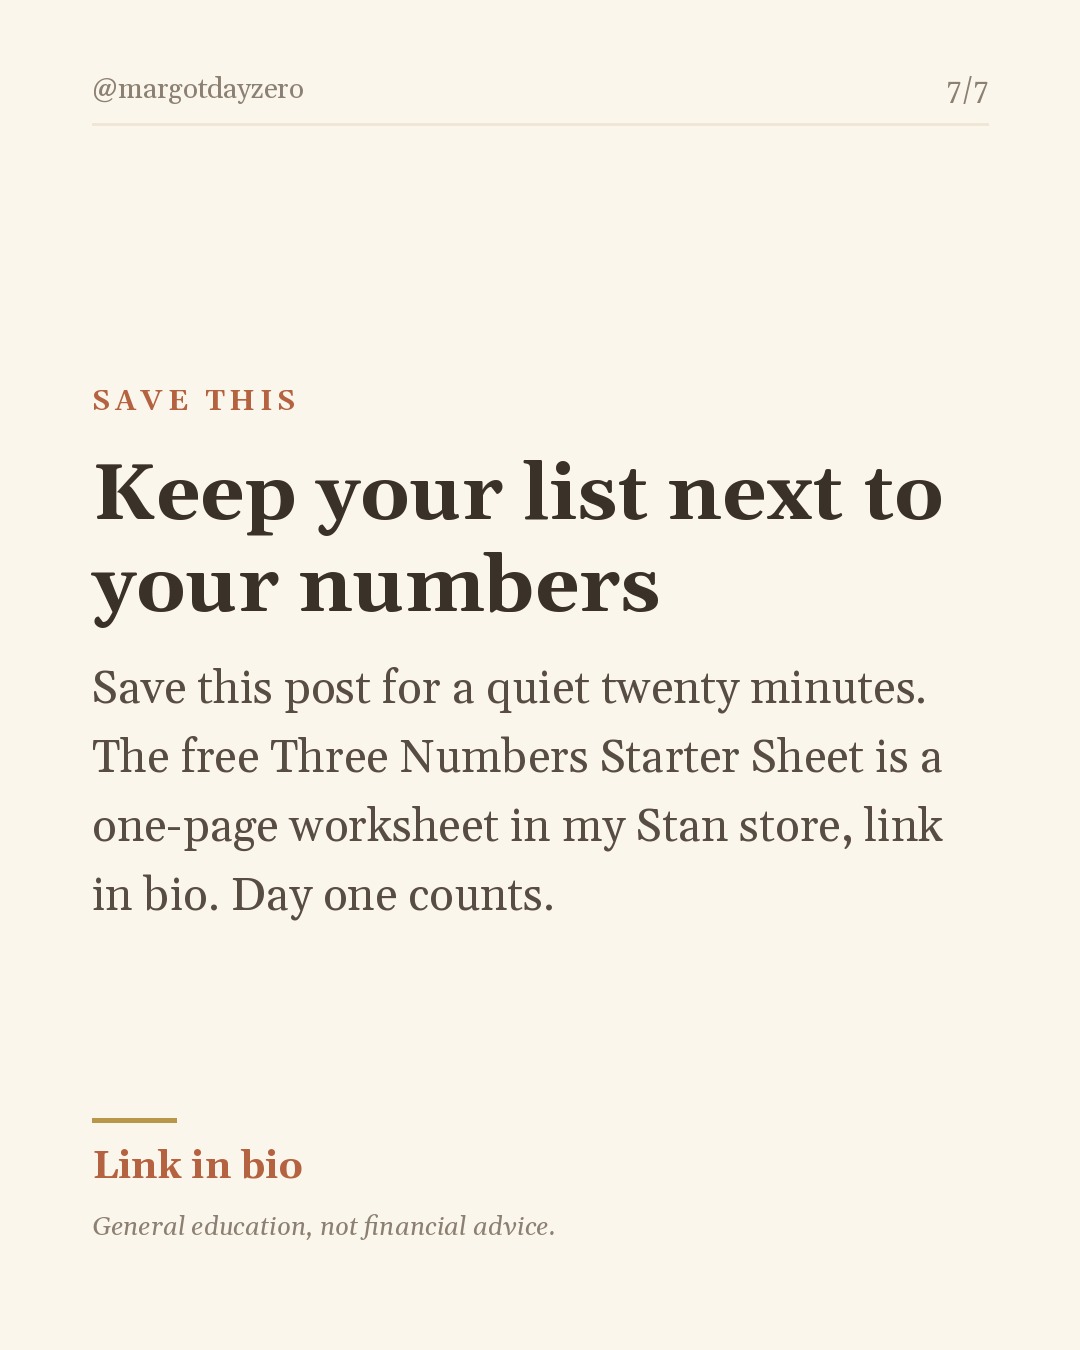 @margotdayzero
7/7
SAVE THIS
Keep your list next to
your numbers
Save this post for a quiet twenty minutes.
The free Three Numbers Starter Sheet is a
one-page worksheet in my Stan store, link
in bio. Day one counts.
Link in bio
General education, not financial advice.